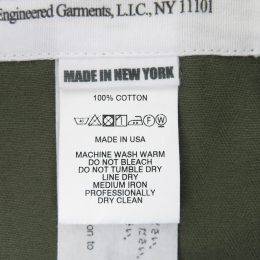 Engineered Garments, L.I.C., NY 11101
MADE IN NEW YORK
100% COTTON
MADE IN USA
MACHINE WASH WARM
DO NOT BLEACH
DO NOT TUMBLE DRY
LINE DRY
MEDIUM IRON
PROFESSIONALLY
DRY CLEAN